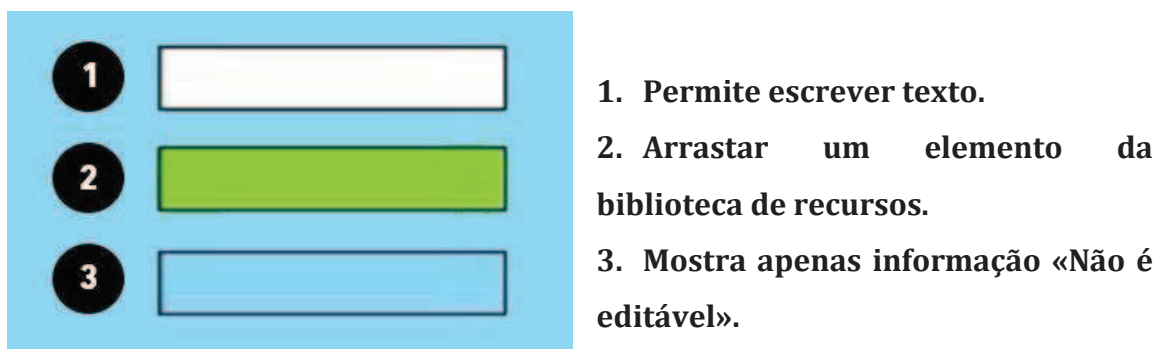 1
2
3
1. Permite escrever texto.
2. Arrastar um elemento da
biblioteca de recursos.
3. Mostra apenas informação «Não é
editável».